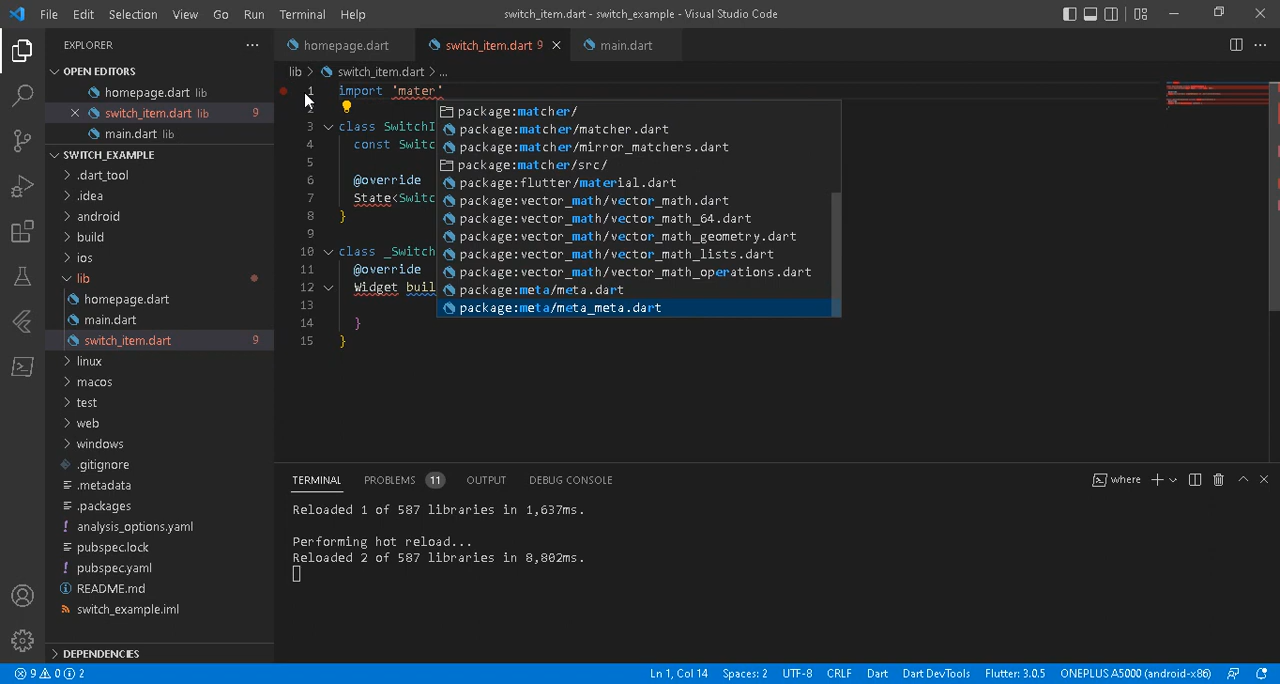 File Edit Selection View Go Run Terminal Help
switch_item.dart - switch_example - Visual Studio Code
EXPLORER
homepage.dart
switch_item.dart 9
main.dart
OPEN EDITORS
homepage.dart lib
switch_item.dart lib 9
main.dart lib
SWITCH_EXAMPLE
.dart_tool
.idea
android
build
ios
lib
homepage.dart
main.dart
switch_item.dart 9
linux
macos
test
web
windows
.gitignore
.metadata
.packages
analysis_options.yaml
pubspec.lock
pubspec.yaml
README.md
switch_example.iml
DEPENDENCIES
lib > switch_item.dart > ...
1 import 'mater'
2
3 class SwitchI
4 const Switc
5
6 @override
7 State<Switc
8 }
9
10 class _Switch
11 @override
12 Widget buil
13
14 }
15 }
package:matcher/
package:matcher/matcher.dart
package:matcher/mirror_matchers.dart
package:matcher/src/
package:flutter/material.dart
package:vector_math/vector_math.dart
package:vector_math/vector_math_64.dart
package:vector_math/vector_math_geometry.dart
package:vector_math/vector_math_lists.dart
package:vector_math/vector_math_operations.dart
package:meta/meta.dart
package:meta/meta_meta.dart
TERMINAL PROBLEMS 11 OUTPUT DEBUG CONSOLE
where
Reloaded 1 of 587 libraries in 1,637ms.
Performing hot reload...
Reloaded 2 of 587 libraries in 8,802ms.
9 0 2
Ln 1, Col 14 Spaces: 2 UTF-8 CRLF Dart Dart DevTools Flutter: 3.0.5 ONEPLUS A5000 (android-x86)